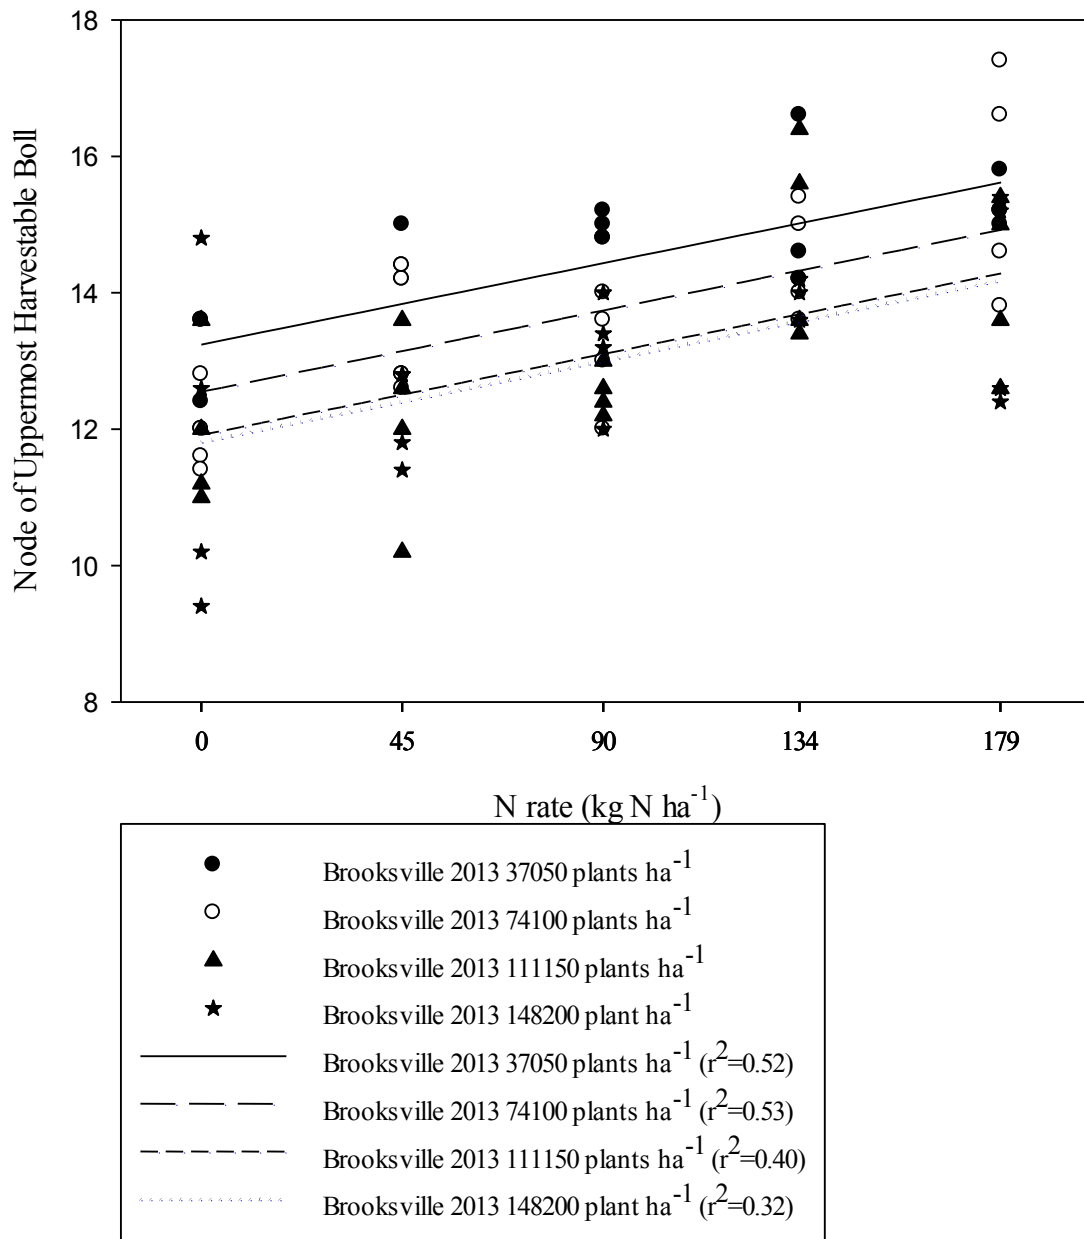 18
16
14
12
10
8
Node of Uppermost Harvestable Boll
0 45 90 134 179
N rate (kg N ha⁻¹)
Brooksville 2013 37050 plants ha⁻¹
Brooksville 2013 74100 plants ha⁻¹
Brooksville 2013 111150 plants ha⁻¹
Brooksville 2013 148200 plant ha⁻¹
Brooksville 2013 37050 plants ha⁻¹ (r²=0.52)
Brooksville 2013 74100 plants ha⁻¹ (r²=0.53)
Brooksville 2013 111150 plants ha⁻¹ (r²=0.40)
Brooksville 2013 148200 plant ha⁻¹ (r²=0.32)